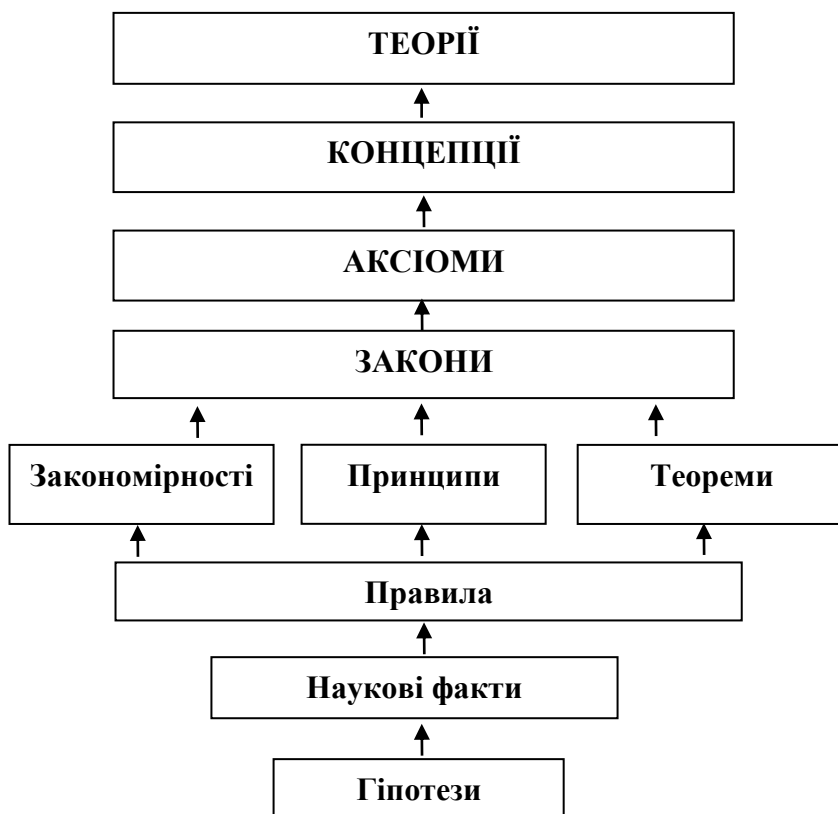 ТЕОРІЇ
КОНЦЕПЦІЇ
АКСІОМИ
ЗАКОНИ
Закономірності
Принципи
Теореми
Правила
Наукові факти
Гіпотези